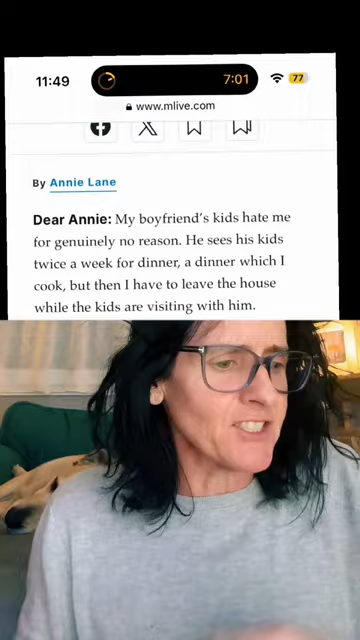 11:49
7:01
77
www.mlive.com
By Annie Lane
Dear Annie: My boyfriend's kids hate me
for genuinely no reason. He sees his kids
twice a week for dinner, a dinner which I
cook, but then I have to leave the house
while the kids are visiting with him.